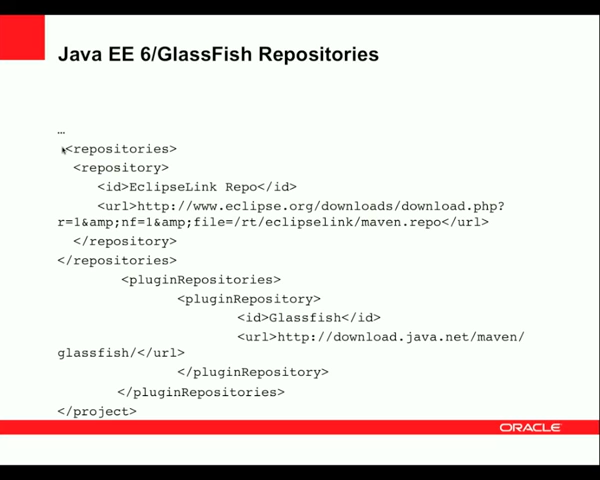 Java EE 6/GlassFish Repositories
…
<repositories>
<repository>
<id>EclipseLink Repo</id>
<url>http://www.eclipse.org/downloads/download.php?
r=1&amp;nf=1&amp;file=/rt/eclipselink/maven.repo</url>
</repository>
</repositories>
<pluginRepositories>
<pluginRepository>
<id>Glassfish</id>
<url>http://download.java.net/maven/
glassfish/</url>
</pluginRepository>
</pluginRepositories>
</project>
ORACLE